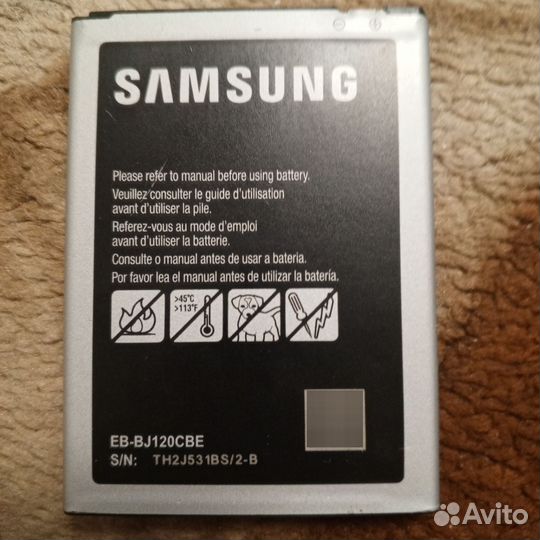 SAMSUNG
Please refer to manual before using battery.
Veuillez consulter le guide d'utilisation
avant d'utiliser la pile.
Referez-vous au mode d'emploi
avant d'utiliser la batterie.
Consulte o manual antes de usar a bateria.
Por favor lea el manual antes de utilizar la batería.
>45°C
>113°F
EB-BJ120CBE
S/N: TH2J531BS/2-B
Avito